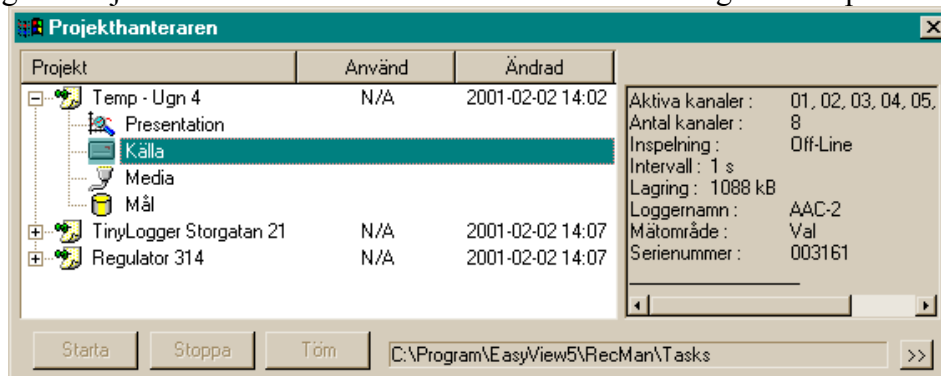 Projekthanteraren
Projekt Använd Ändrad
Temp - Ugn 4 N/A 2001-02-02 14:02
Presentation
Källa
Media
Mål
TinyLogger Storgatan 21 N/A 2001-02-02 14:07
Regulator 314 N/A 2001-02-02 14:07
Aktiva kanaler : 01, 02, 03, 04, 05,
Antal kanaler : 8
Inspelning : Off-Line
Intervall : 1 s
Lagring : 1088 kB
Loggernamn : AAC-2
Mätområde : Val
Serienummer : 003161
Starta Stoppa Töm C:\Program\EasyView5\RecMan\Tasks >>